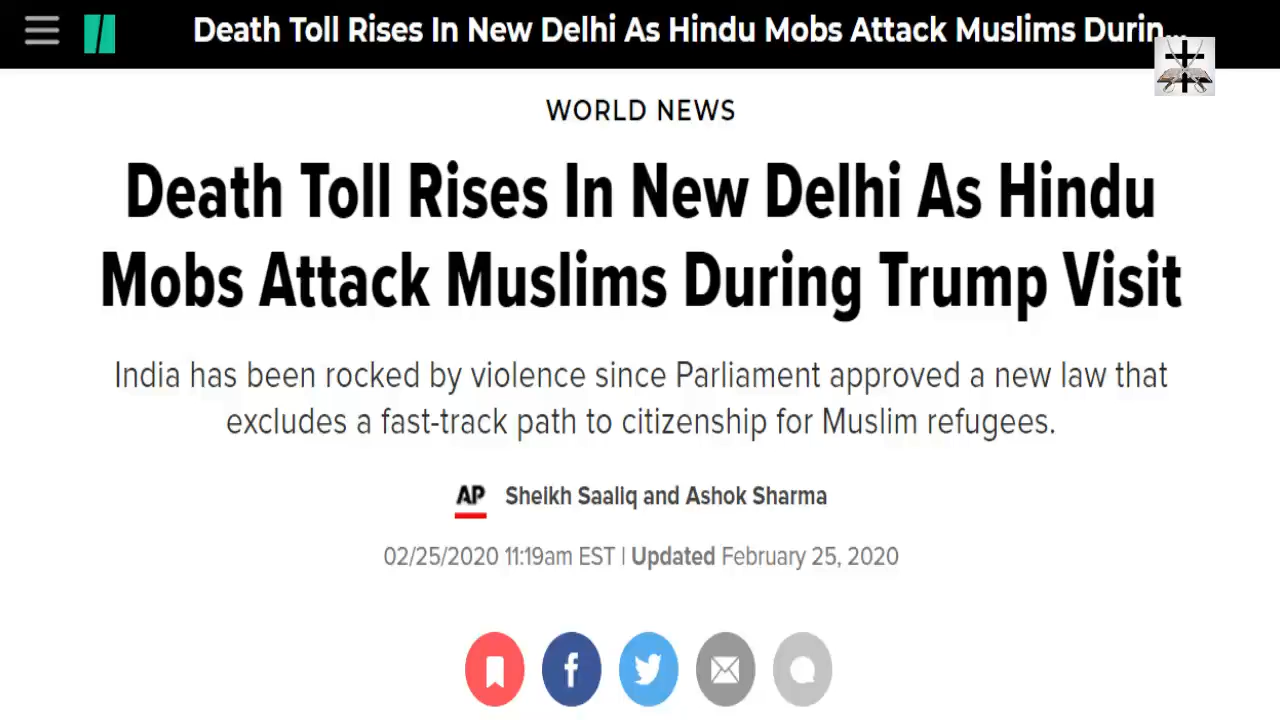 Death Toll Rises In New Delhi As Hindu Mobs Attack Muslims Durin...
WORLD NEWS
Death Toll Rises In New Delhi As Hindu
Mobs Attack Muslims During Trump Visit
India has been rocked by violence since Parliament approved a new law that
excludes a fast-track path to citizenship for Muslim refugees.
AP Sheikh Saaliq and Ashok Sharma
02/25/2020 11:19am EST | Updated February 25, 2020